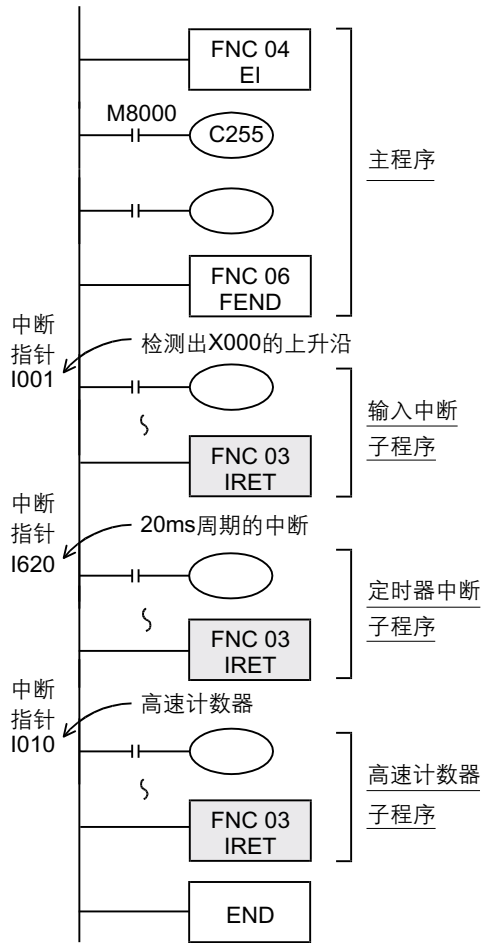 FNC 04
EI
M8000
C255
主程序
FNC 06
FEND
中断
指针
I001
检测出X000的上升沿
输入中断
子程序
FNC 03
IRET
中断
指针
I620
20ms周期的中断
定时器中断
子程序
FNC 03
IRET
中断
指针
I010
高速计数器
高速计数器
子程序
FNC 03
IRET
END